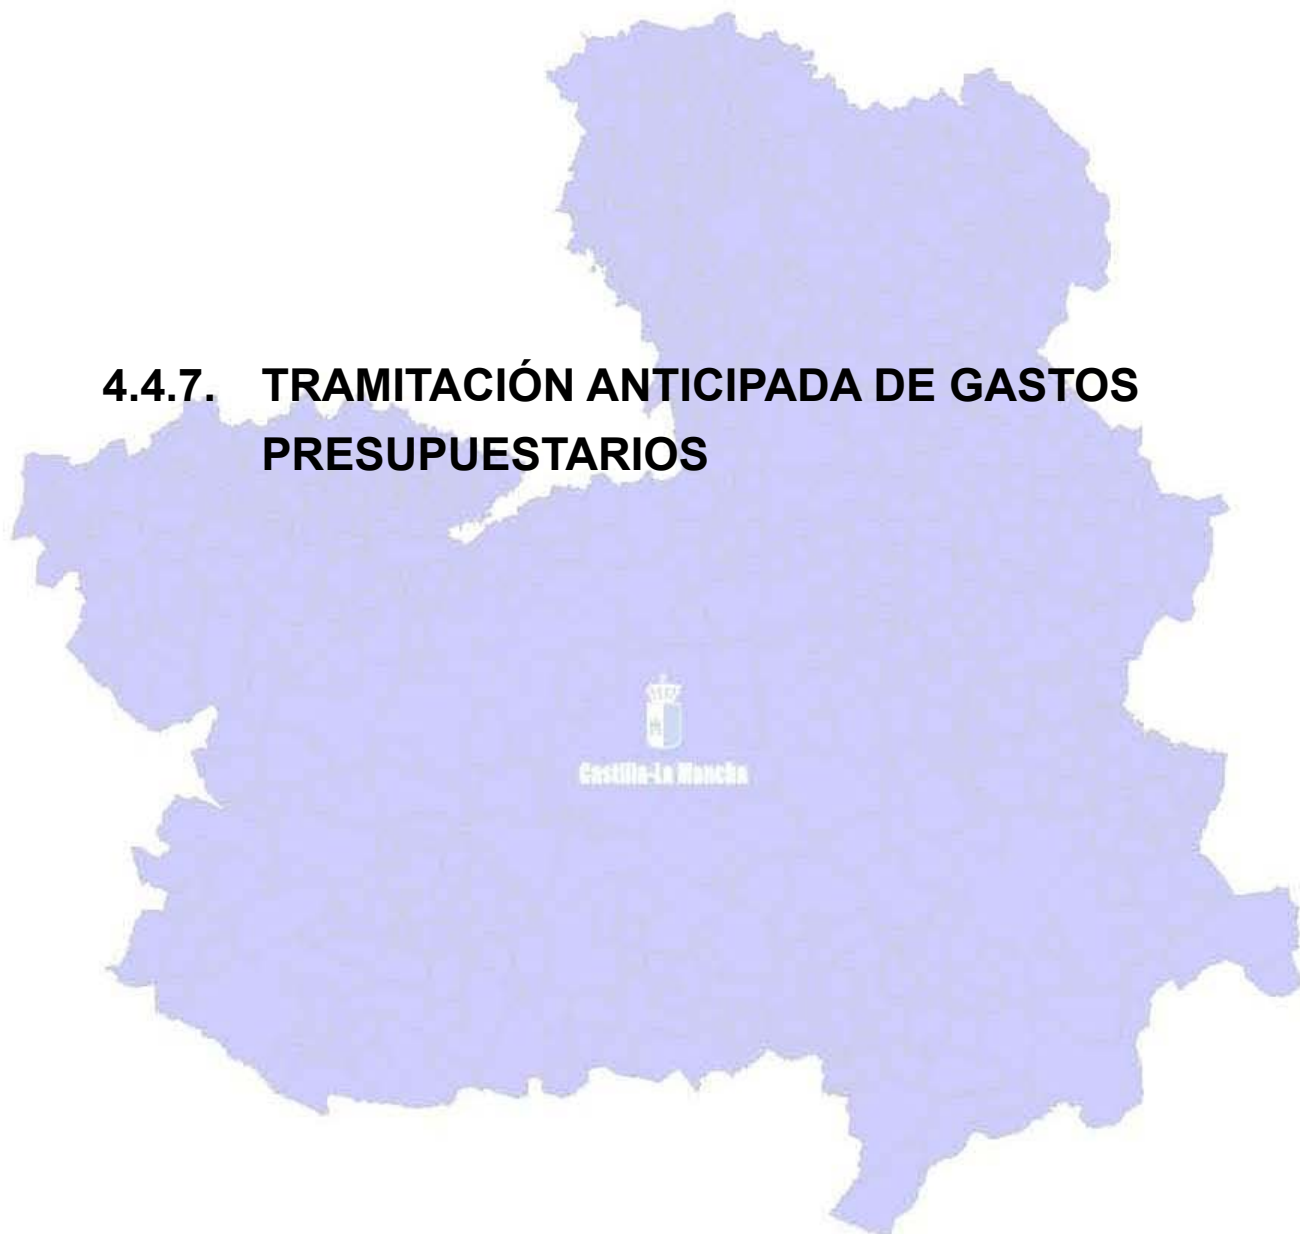 4.4.7. TRAMITACIÓN ANTICIPADA DE GASTOS
PRESUPUESTARIOS
Castilla-La Mancha